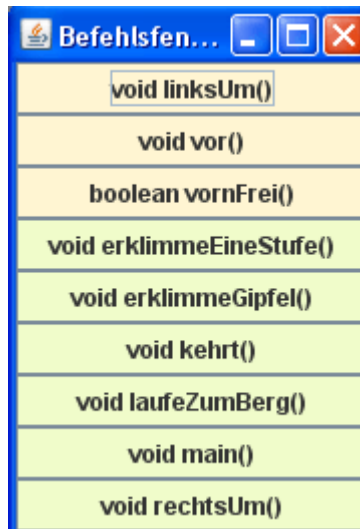 Befehlsfen...
void linksUm()
void vor()
boolean vornFrei()
void erklimmeEineStufe()
void erklimmeGipfel()
void kehrt()
void laufeZumBerg()
void main()
void rechtsUm()